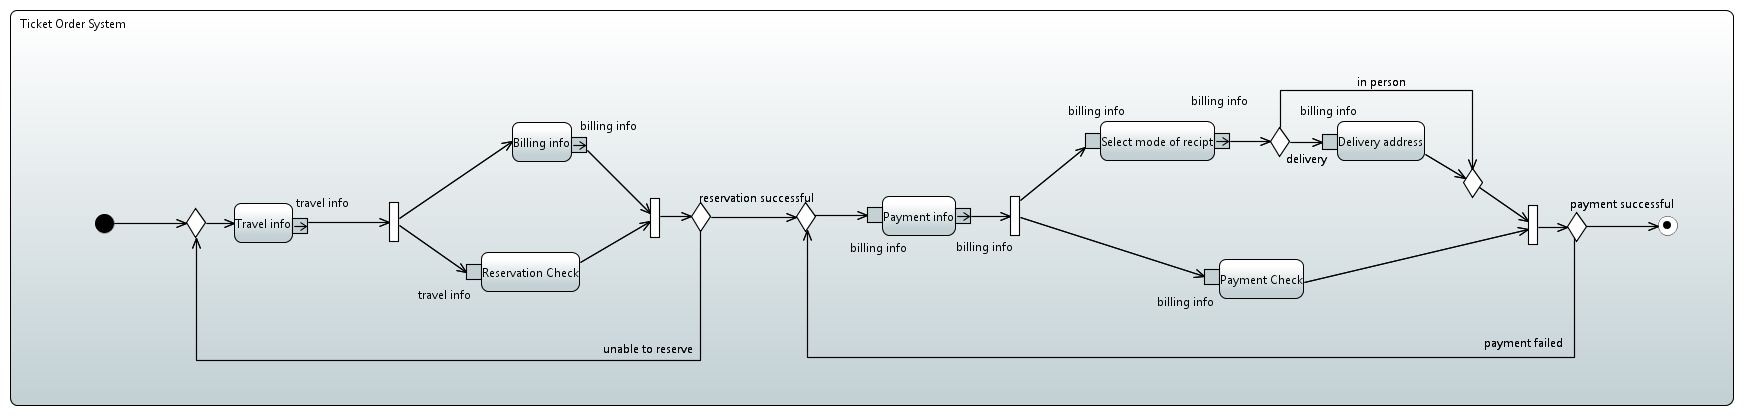 Ticket Order System
in person
billing info
billing info
billing info
billing info
Billing info
Select mode of recipt
Delivery address
delivery
travel info
reservation successful
payment successful
Travel info
Payment info
billing info
billing info
Reservation Check
Payment Check
travel info
billing info
unable to reserve
payment failed